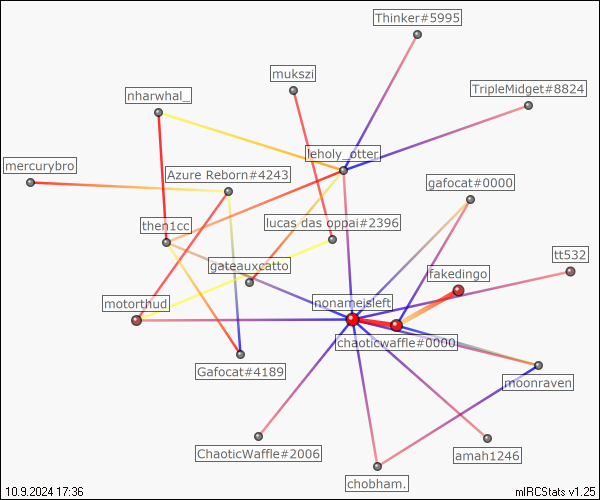 Thinker#5995
mukszi
TripleMidget#8824
nharwhal_
leholy_otter
mercurybro
Azure Reborn#4243
gafocat#0000
then1cc
lucas das oppai#2396
tt532
gateauxcatto
fakedingo
motorthud
nonamejsleft
chaoticwaffle#0000
Gafocat#4189
moonraven
ChaoticWaffle#2006
amah1246
chobham.
10.9.2024 17:36
mIRCStats v1.25